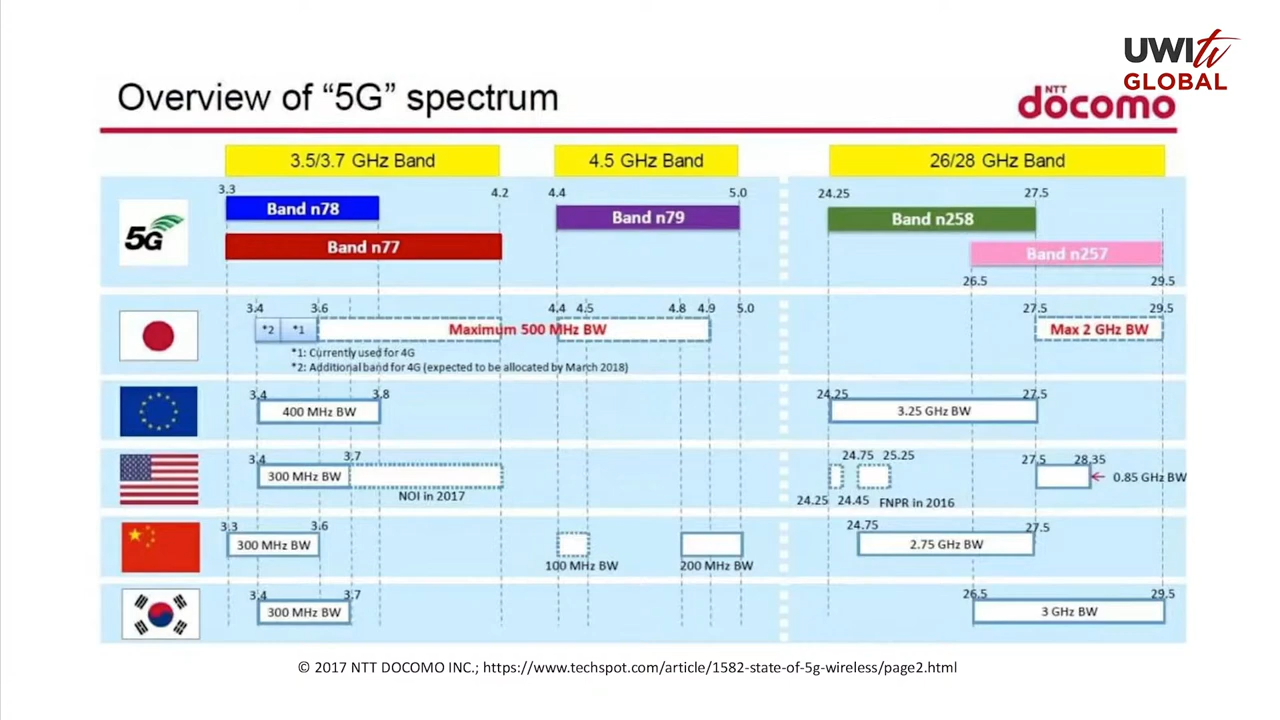 UWI tv
GLOBAL
Overview of “5G” spectrum
NTT
docomo
3.5/3.7 GHz Band
4.5 GHz Band
26/28 GHz Band
3.3
4.2
4.4
5.0
24.25
27.5
Band n78
Band n79
Band n258
5G
Band n77
Band n257
26.5
29.5
3.4
3.6
4.4
4.5
4.8
4.9
5.0
27.5
29.5
*2
*1
Maximum 500 MHz BW
Max 2 GHz BW
*1: Currently used for 4G
*2: Additional band for 4G (expected to be allocated by March 2018)
3.4
3.8
24.25
27.5
400 MHz BW
3.25 GHz BW
3.4
3.7
24.75
25.25
27.5
28.35
300 MHz BW
0.85 GHz BW
NOI in 2017
24.25
24.45
FNPR in 2016
3.3
3.6
24.75
27.5
300 MHz BW
2.75 GHz BW
100 MHz BW
200 MHz BW
3.4
3.7
26.5
29.5
300 MHz BW
3 GHz BW
© 2017 NTT DOCOMO INC.; https://www.techspot.com/article/1582-state-of-5g-wireless/page2.html